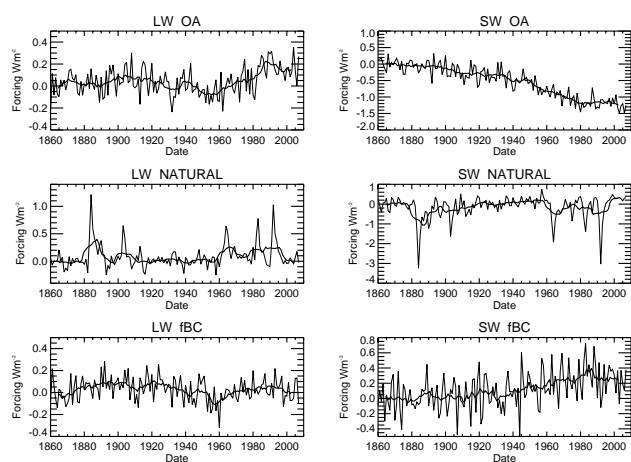 LW OA
SW OA
Forcing Wm⁻²
0.4
0.2
0.0
-0.2
-0.4
1860 1880 1900 1920 1940 1960 1980 2000
Date
Forcing Wm⁻²
1.0
0.5
0.0
-0.5
-1.0
-1.5
-2.0
1860 1880 1900 1920 1940 1960 1980 2000
Date
LW NATURAL
SW NATURAL
Forcing Wm⁻²
1.0
0.5
0.0
1860 1880 1900 1920 1940 1960 1980 2000
Date
Forcing Wm⁻²
1
0
-1
-2
-3
-4
1860 1880 1900 1920 1940 1960 1980 2000
Date
LW fBC
SW fBC
Forcing Wm⁻²
0.4
0.2
0.0
-0.2
-0.4
1860 1880 1900 1920 1940 1960 1980 2000
Date
Forcing Wm⁻²
0.8
0.6
0.4
0.2
0.0
-0.2
-0.4
1860 1880 1900 1920 1940 1960 1980 2000
Date